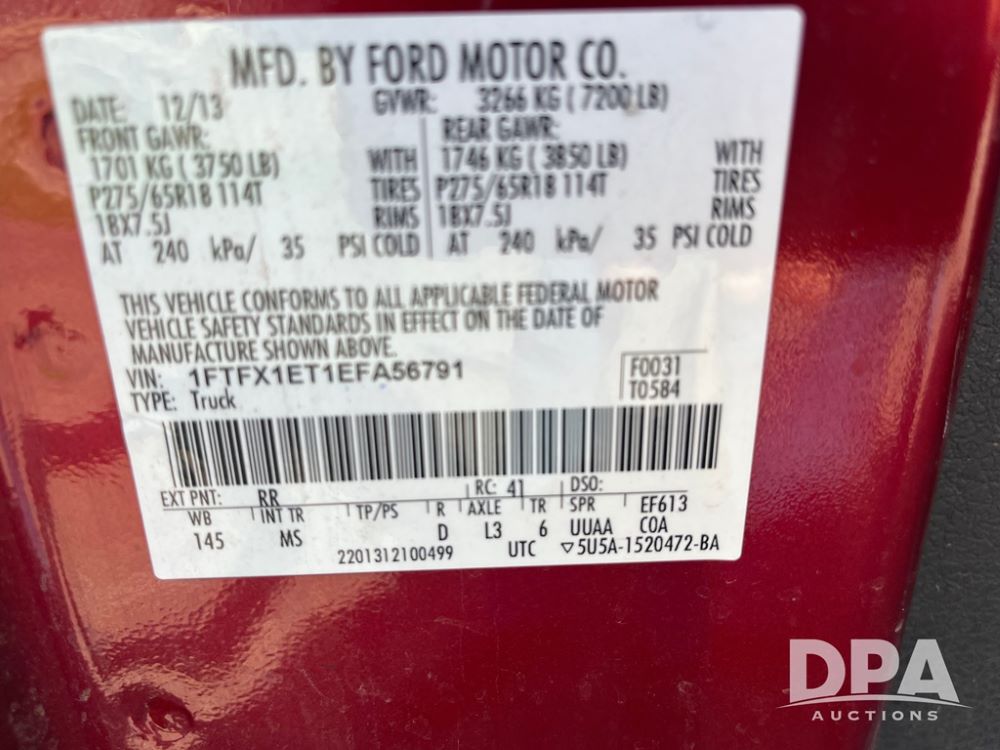 MFD. BY FORD MOTOR CO.
DATE: 12/13 GVWR: 3266 KG ( 7200 LB)
FRONT GAWR: REAR GAWR:
1701 KG ( 3750 LB) WITH 1746 KG ( 3850 LB) WITH
P275/65R18 114T TIRES P275/65R18 114T TIRES
18X7.5J RIMS 18X7.5J RIMS
AT 240 kPa/ 35 PSI COLD AT 240 kPa/ 35 PSI COLD
THIS VEHICLE CONFORMS TO ALL APPLICABLE FEDERAL MOTOR
VEHICLE SAFETY STANDARDS IN EFFECT ON THE DATE OF
MANUFACTURE SHOWN ABOVE.
VIN: 1FTFX1ET1EFA56791 F0031
TYPE: Truck T0584
EXT PNT: RR RC: 41 DSO:
WB INT TR TP/PS R AXLE TR SPR EF613
145 MS D L3 6 UUAA COA
2201312100499 UTC ▽5U5A-1520472-BA
DPA
AUCTIONS